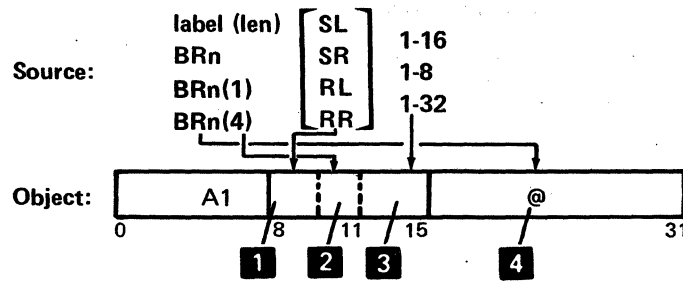 label (len) SL 1-16
Source: BRn SR 1-8
BRn(1) RL 1-32
BRn(4) RR
Object: A1 @
0 8 11 15 31
1 2 3 4